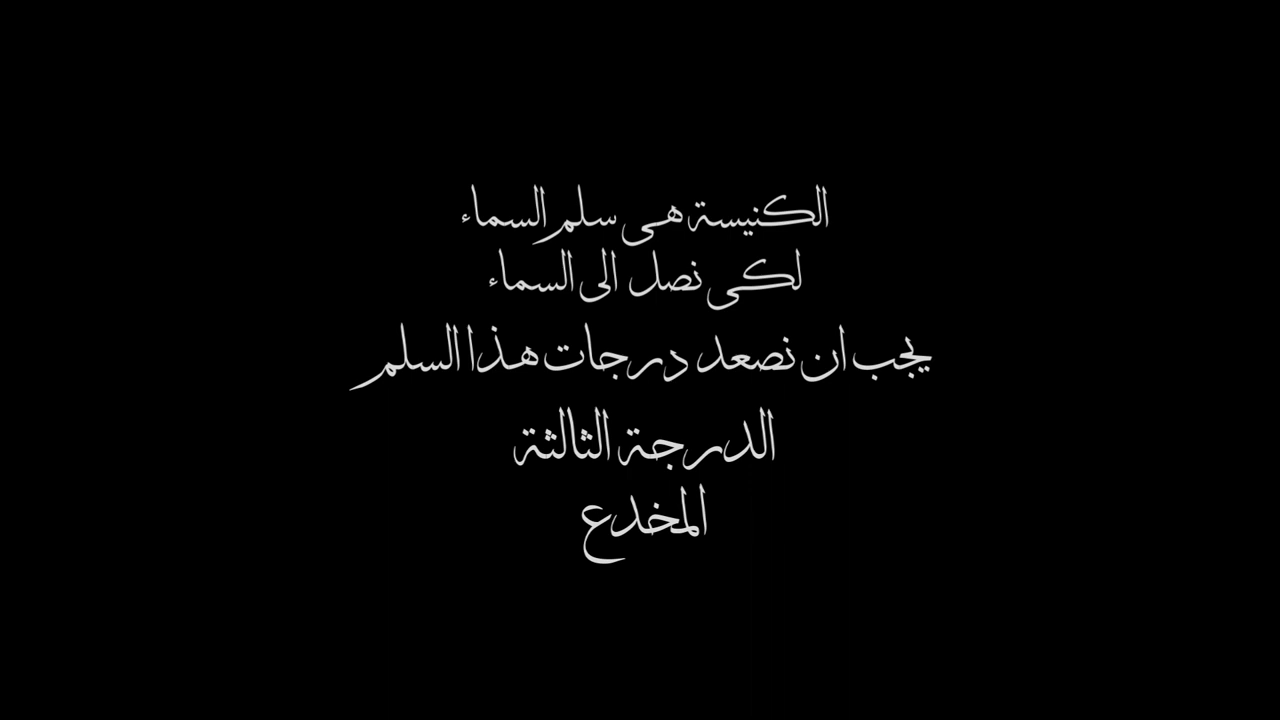 الكنيسة هى سلم السماء
لكى نصل الى السماء
يجب ان نصعد درجات هذا السلم
الدرجة الثالثة
المخدع